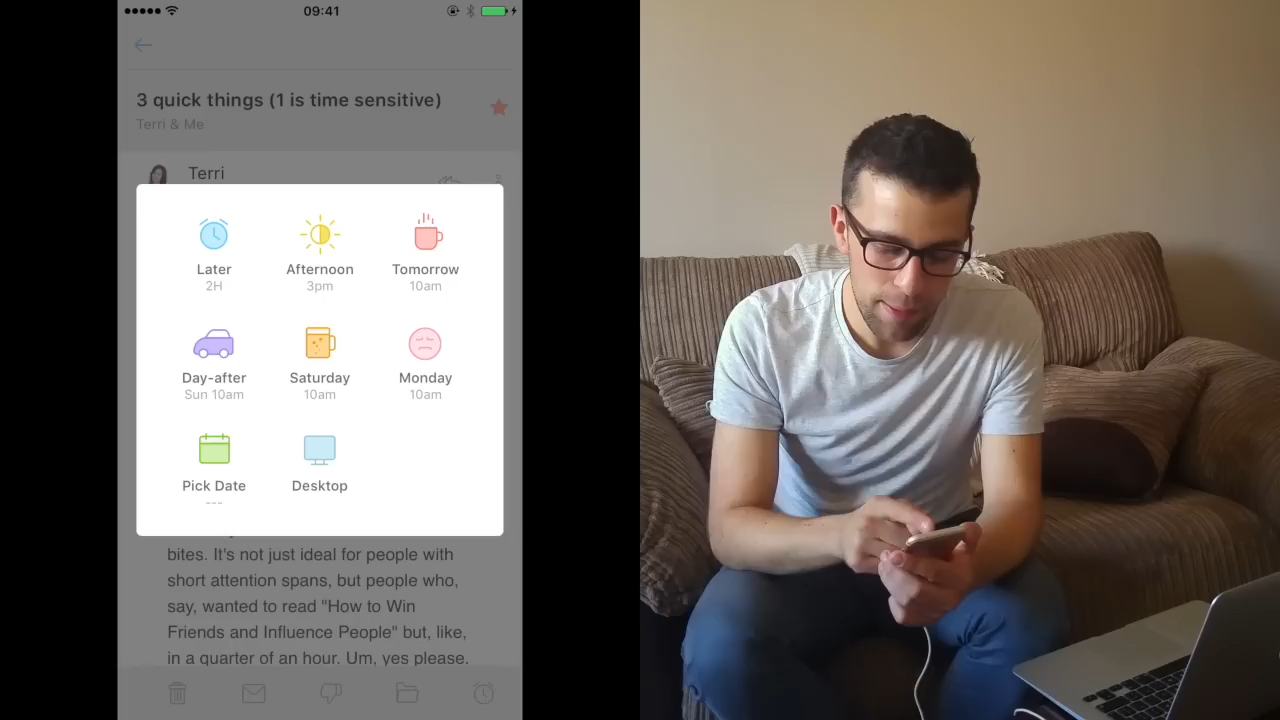 09:41
3 quick things (1 is time sensitive)
Terri & Me
Terri
Later
2H
Afternoon
3pm
Tomorrow
10am
Day-after
Sun 10am
Saturday
10am
Monday
10am
Pick Date
---
Desktop
bites. It's not just ideal for people with
short attention spans, but people who,
say, wanted to read "How to Win
Friends and Influence People" but, like,
in a quarter of an hour. Um, yes please.